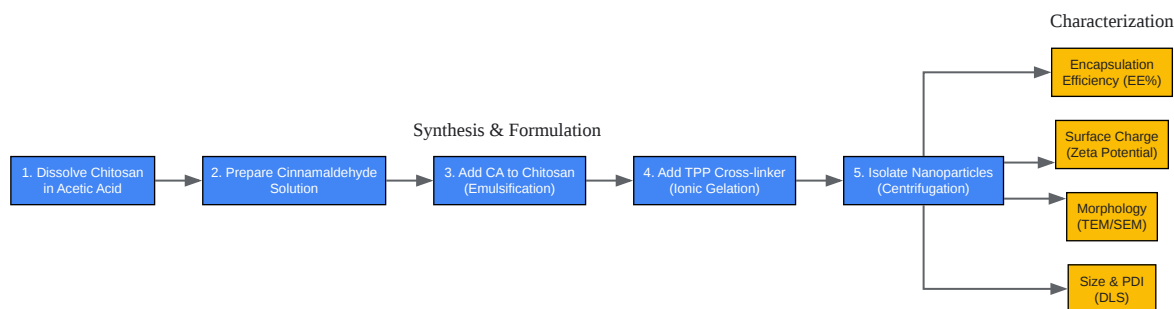 Characterization
Encapsulation
Efficiency (EE%)
Synthesis & Formulation
Surface Charge
(Zeta Potential)
1. Dissolve Chitosan
in Acetic Acid
2. Prepare Cinnamaldehyde
Solution
3. Add CA to Chitosan
(Emulsification)
4. Add TPP Cross-linker
(Ionic Gelation)
5. Isolate Nanoparticles
(Centrifugation)
Morphology
(TEM/SEM)
Size & PDI
(DLS)